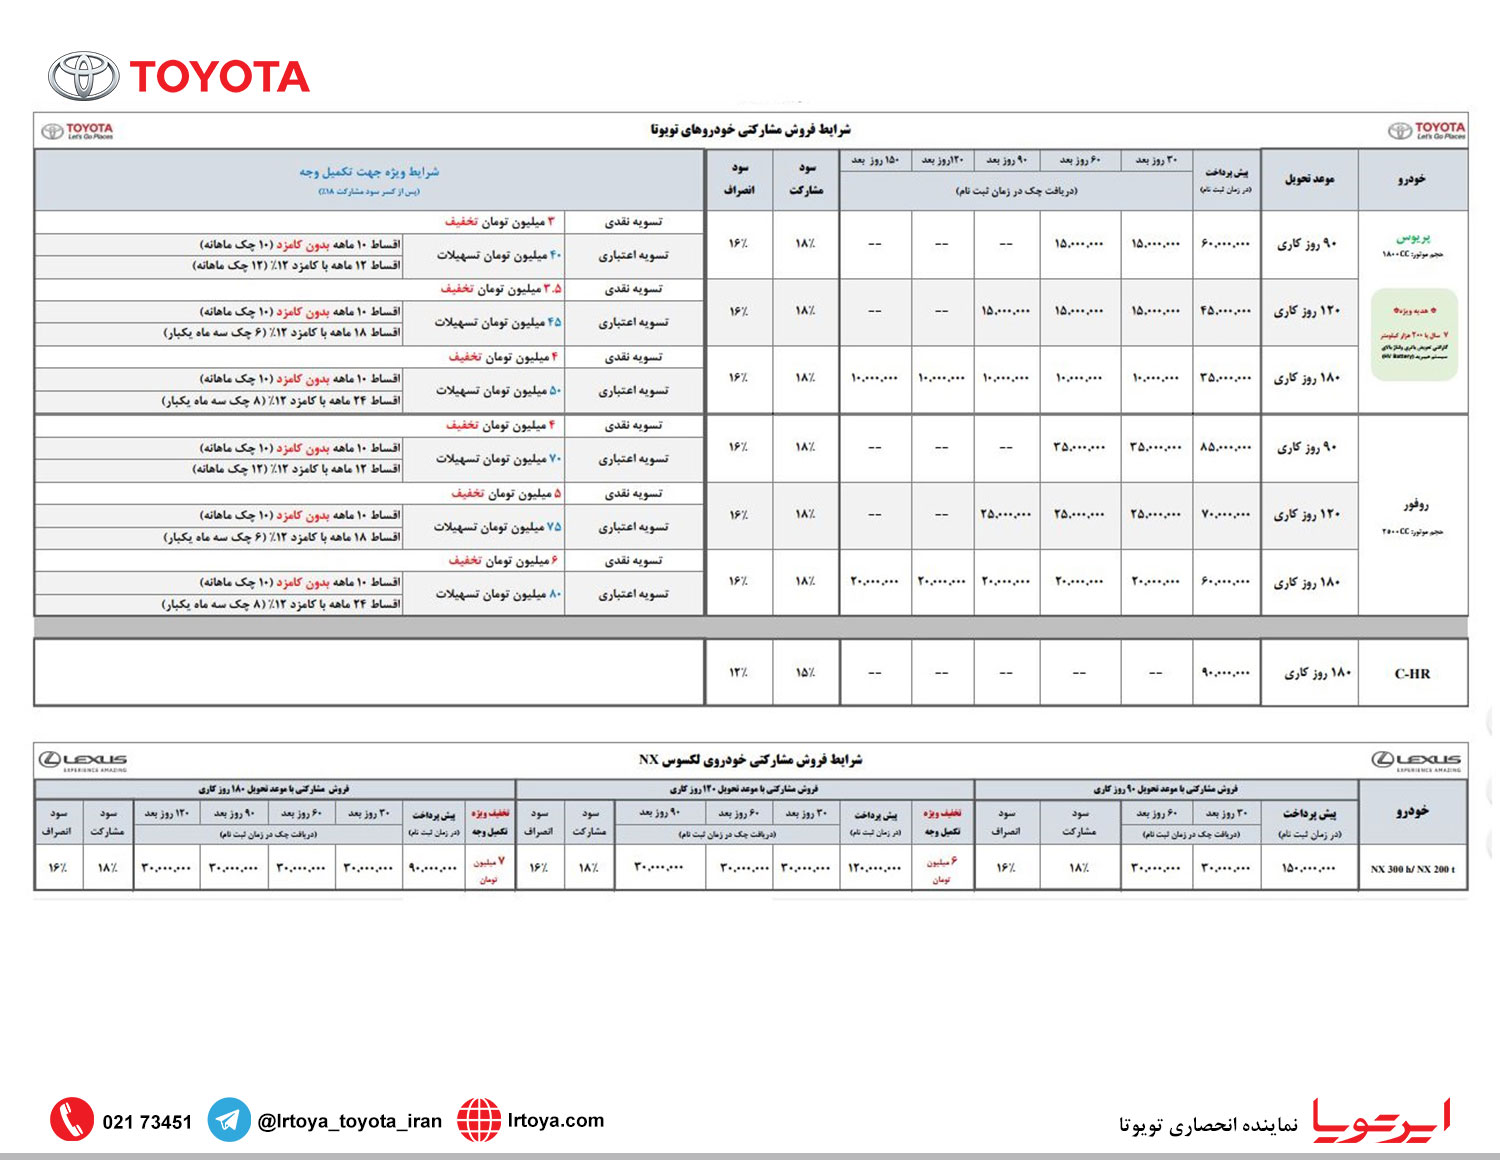 TOYOTA
TOYOTA
Let's Go Places
شرایط فروش مشارکتی خودروهای تویوتا
TOYOTA
Let's Go Places
خودرو
موعد تحویل
پیش پرداخت
(در زمان ثبت نام)
۳۰ روز بعد
۶۰ روز بعد
۹۰ روز بعد
۱۲۰روز بعد
۱۵۰ روز بعد
(دریافت چک در زمان ثبت نام)
سود
مشارکت
سود
انصراف
شرایط ویژه جهت تکمیل وجه
(پس از کسر سود مشارکت ۱۸٪)
پریوس
حجم موتور: ۱۸۰۰CC
* هدیه ویژه*
۷ سال یا ۲۰۰ هزار کیلومتر
گارانتی تعویض باتری ولتاژ بالای
(HV Battery) سیستم هیبرید
۹۰ روز کاری ۶۰،۰۰۰،۰۰۰ ۱۵،۰۰۰،۰۰۰ ۱۵،۰۰۰،۰۰۰ -- -- -- ۱۸٪ ۱۶٪
تسویه نقدی ۳ میلیون تومان تخفیف
تسویه اعتباری ۴۰ میلیون تومان تسهیلات
اقساط ۱۰ ماهه بدون کامزد (۱۰ چک ماهانه)
اقساط ۱۲ ماهه با کامزد ۱۲٪ (۱۲ چک ماهانه)
۱۲۰ روز کاری ۴۵،۰۰۰،۰۰۰ ۱۵،۰۰۰،۰۰۰ ۱۵،۰۰۰،۰۰۰ ۱۵،۰۰۰،۰۰۰ -- -- ۱۸٪ ۱۶٪
تسویه نقدی ۳.۵ میلیون تومان تخفیف
تسویه اعتباری ۴۵ میلیون تومان تسهیلات
اقساط ۱۰ ماهه بدون کامزد (۱۰ چک ماهانه)
اقساط ۱۸ ماهه با کامزد ۱۲٪ (۶ چک سه ماه یکبار)
۱۸۰ روز کاری ۳۵،۰۰۰،۰۰۰ ۱۰،۰۰۰،۰۰۰ ۱۰،۰۰۰،۰۰۰ ۱۰،۰۰۰،۰۰۰ ۱۰،۰۰۰،۰۰۰ ۱۰،۰۰۰،۰۰۰ ۱۸٪ ۱۶٪
تسویه نقدی ۴ میلیون تومان تخفیف
تسویه اعتباری ۵۰ میلیون تومان تسهیلات
اقساط ۱۰ ماهه بدون کامزد (۱۰ چک ماهانه)
اقساط ۲۴ ماهه با کامزد ۱۲٪ (۸ چک سه ماه یکبار)
روفور
حجم موتور: ۲۵۰۰CC
۹۰ روز کاری ۸۵،۰۰۰،۰۰۰ ۳۵،۰۰۰،۰۰۰ ۳۵،۰۰۰،۰۰۰ -- -- -- ۱۸٪ ۱۶٪
تسویه نقدی ۴ میلیون تومان تخفیف
تسویه اعتباری ۷۰ میلیون تومان تسهیلات
اقساط ۱۰ ماهه بدون کامزد (۱۰ چک ماهانه)
اقساط ۱۲ ماهه با کامزد ۱۲٪ (۱۲ چک ماهانه)
۱۲۰ روز کاری ۷۰،۰۰۰،۰۰۰ ۲۵،۰۰۰،۰۰۰ ۲۵،۰۰۰،۰۰۰ ۲۵،۰۰۰،۰۰۰ -- -- ۱۸٪ ۱۶٪
تسویه نقدی ۵ میلیون تومان تخفیف
تسویه اعتباری ۷۵ میلیون تومان تسهیلات
اقساط ۱۰ ماهه بدون کامزد (۱۰ چک ماهانه)
اقساط ۱۸ ماهه با کامزد ۱۲٪ (۶ چک سه ماه یکبار)
۱۸۰ روز کاری ۶۰،۰۰۰،۰۰۰ ۲۰،۰۰۰،۰۰۰ ۲۰،۰۰۰،۰۰۰ ۲۰،۰۰۰،۰۰۰ ۲۰،۰۰۰،۰۰۰ ۲۰،۰۰۰،۰۰۰ ۱۸٪ ۱۶٪
تسویه نقدی ۶ میلیون تومان تخفیف
تسویه اعتباری ۸۰ میلیون تومان تسهیلات
اقساط ۱۰ ماهه بدون کامزد (۱۰ چک ماهانه)
اقساط ۲۴ ماهه با کامزد ۱۲٪ (۸ چک سه ماه یکبار)
C-HR ۱۸۰ روز کاری ۹۰،۰۰۰،۰۰۰ -- -- -- -- -- ۱۵٪ ۱۲٪
LEXUS
EXPERIENCE AMAZING
شرایط فروش مشارکتی خودروی لکسوس NX
LEXUS
EXPERIENCE AMAZING
خودرو
فروش مشارکتی با موعد تحویل ۹۰ روز کاری
پیش پرداخت
(در زمان ثبت نام)
۳۰ روز بعد ۶۰ روز بعد
(دریافت چک در زمان ثبت نام)
سود
مشارکت
سود
انصراف
فروش مشارکتی با موعد تحویل ۱۲۰ روز کاری
تخفیف ویژه
تکمیل وجه
پیش پرداخت
(در زمان ثبت نام)
۳۰ روز بعد ۶۰ روز بعد ۹۰ روز بعد
(دریافت چک در زمان ثبت نام)
سود
مشارکت
سود
انصراف
فروش مشارکتی با موعد تحویل ۱۸۰ روز کاری
تخفیف ویژه
تکمیل وجه
پیش پرداخت
(در زمان ثبت نام)
۳۰ روز بعد ۶۰ روز بعد ۹۰ روز بعد ۱۲۰ روز بعد
(دریافت چک در زمان ثبت نام)
سود
مشارکت
سود
انصراف
NX 300 h/ NX 200 t
۱۵۰،۰۰۰،۰۰۰ ۳۰،۰۰۰،۰۰۰ ۳۰،۰۰۰،۰۰۰ ۱۸٪ ۱۶٪
۶ میلیون
تومان
۱۲۰،۰۰۰،۰۰۰ ۳۰،۰۰۰،۰۰۰ ۳۰،۰۰۰،۰۰۰ ۳۰،۰۰۰،۰۰۰ ۱۸٪ ۱۶٪
۷ میلیون
تومان
۹۰،۰۰۰،۰۰۰ ۳۰،۰۰۰،۰۰۰ ۳۰،۰۰۰،۰۰۰ ۳۰،۰۰۰،۰۰۰ ۳۰،۰۰۰،۰۰۰ ۱۸٪ ۱۶٪
021 73451
@Irtoya_toyota_iran
Irtoya.com
ایرتویا
نماینده انحصاری تویوتا